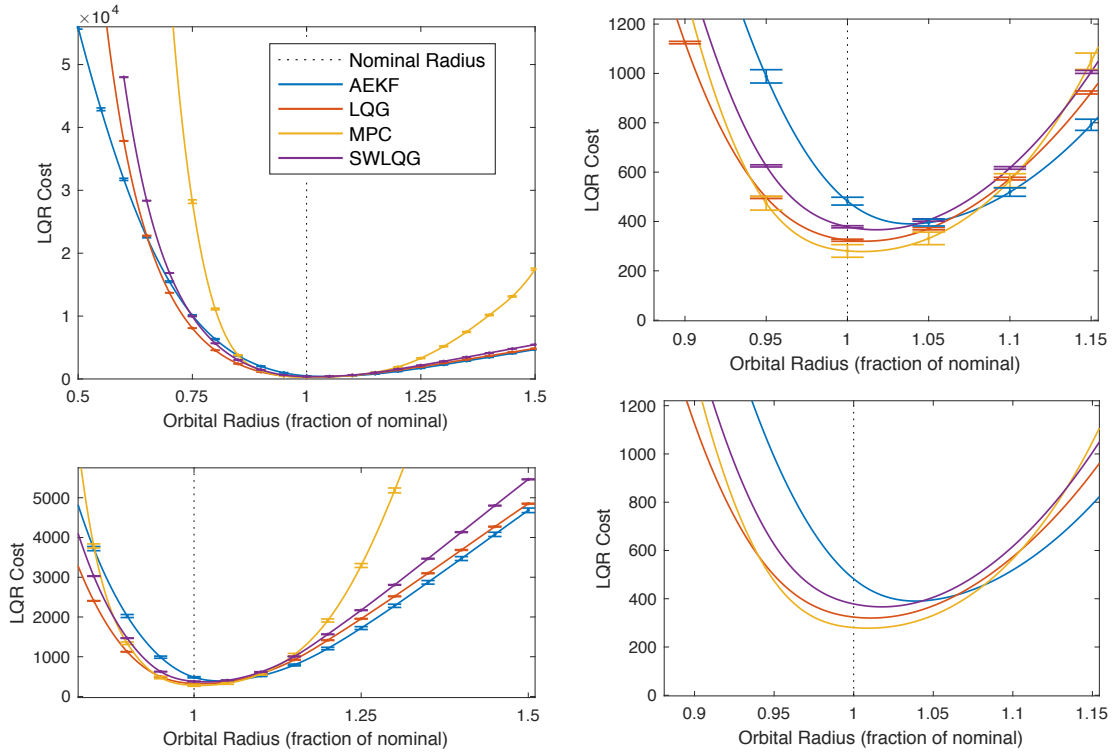 ×10^4
5
4
3
2
1
0
LQR Cost
0.5 0.75 1 1.25 1.5
Orbital Radius (fraction of nominal)
Nominal Radius
AEKF
LQG
MPC
SWLQG
1200
1000
800
600
400
200
0
LQR Cost
0.9 0.95 1 1.05 1.1 1.15
Orbital Radius (fraction of nominal)
5000
4000
3000
2000
1000
0
LQR Cost
1 1.25 1.5
Orbital Radius (fraction of nominal)
1200
1000
800
600
400
200
0
LQR Cost
0.9 0.95 1 1.05 1.1 1.15
Orbital Radius (fraction of nominal)